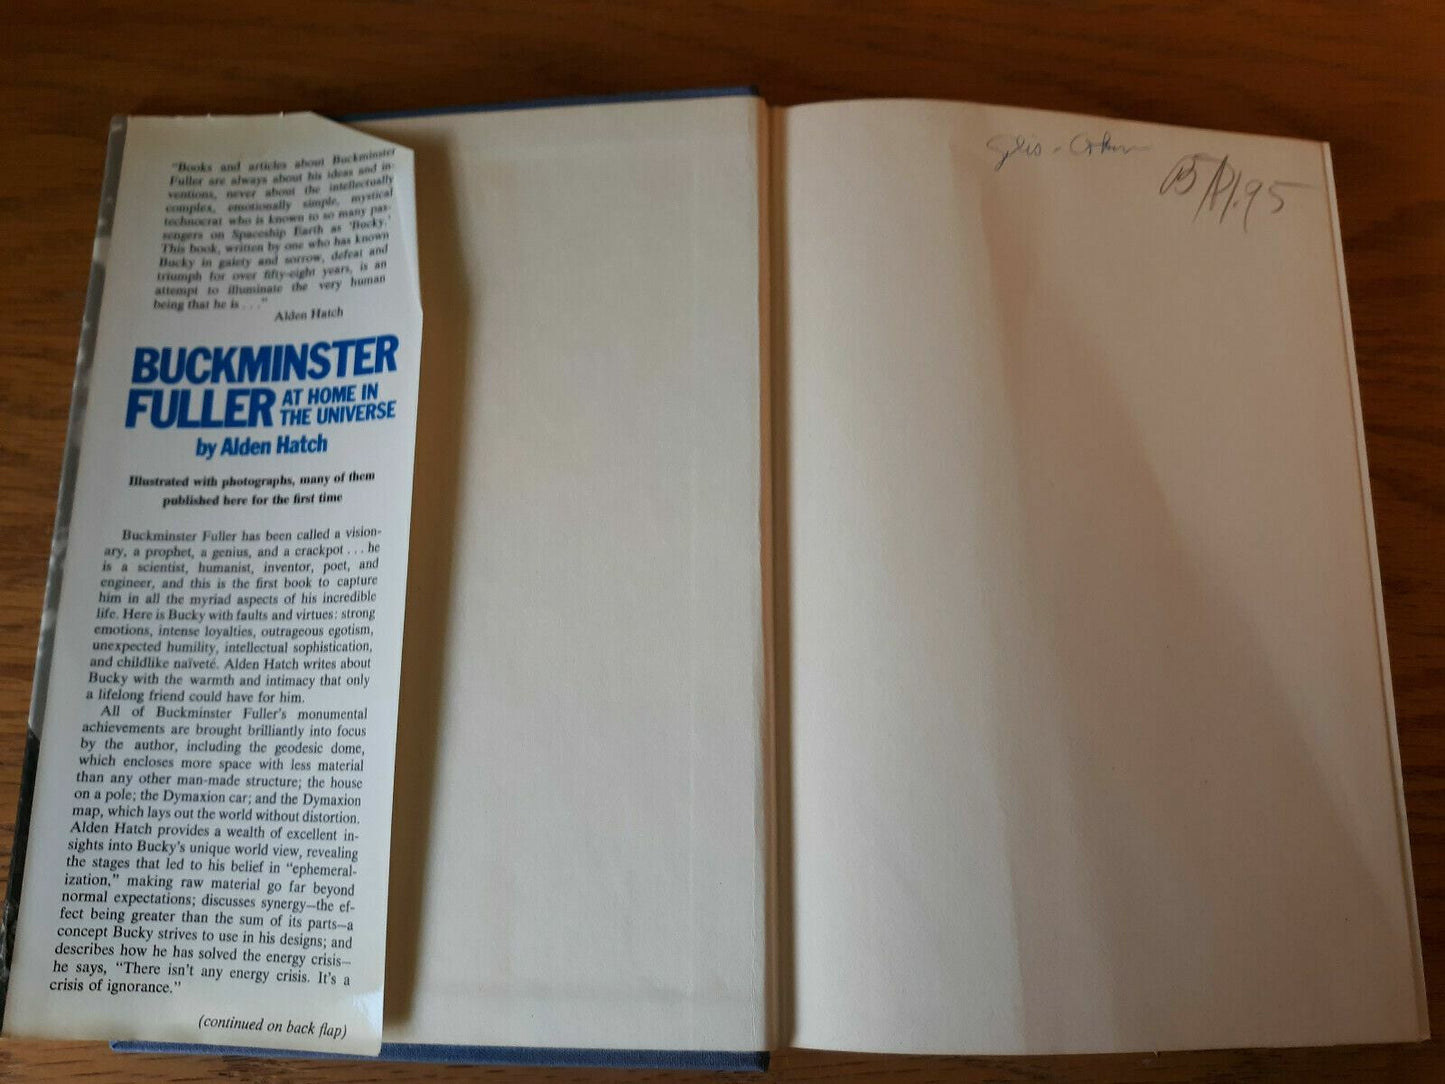 "Books and articles about Buckminster
Fuller are always about his ideas and in-
ventions, never about the intellectually
complex, emotionally simple, mystical
technocrat who is known to so many pas-
sengers on Spaceship Earth as 'Bucky.'
This book, written by one who has known
Bucky in gaiety and sorrow, defeat and
triumph for over fifty-eight years, is an
attempt to illuminate the very human
being that he is . . ."
Alden Hatch
BUCKMINSTER
FULLER AT HOME IN
THE UNIVERSE
by Alden Hatch
Illustrated with photographs, many of them
published here for the first time
Buckminster Fuller has been called a vision-
ary, a prophet, a genius, and a crackpot . . . he
is a scientist, humanist, inventor, poet, and
engineer, and this is the first book to capture
him in all the myriad aspects of his incredible
life. Here is Bucky with faults and virtues: strong
emotions, intense loyalties, outrageous egotism,
unexpected humility, intellectual sophistication,
and childlike naïveté. Alden Hatch writes about
Bucky with the warmth and intimacy that only
a lifelong friend could have for him.
All of Buckminster Fuller's monumental
achievements are brought brilliantly into focus
by the author, including the geodesic dome,
which encloses more space with less material
than any other man-made structure; the house
on a pole; the Dymaxion car; and the Dymaxion
map, which lays out the world without distortion.
Alden Hatch provides a wealth of excellent in-
sights into Bucky's unique world view, revealing
the stages that led to his belief in "ephemeral-
ization," making raw material go far beyond
normal expectations; discusses synergy—the ef-
fect being greater than the sum of its parts—a
concept Bucky strives to use in his designs; and
describes how he has solved the energy crisis—
he says, "There isn't any energy crisis. It's a
crisis of ignorance."
(continued on back flap)